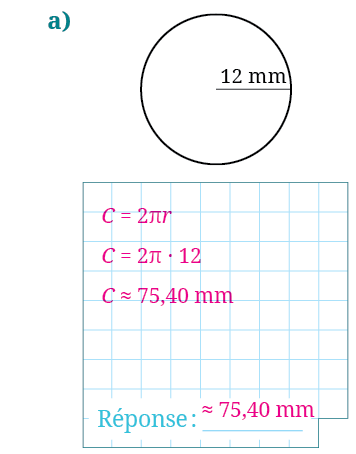 a)
12 mm
C = 2πr
C = 2π · 12
C ≈ 75,40 mm
Réponse : ≈ 75,40 mm